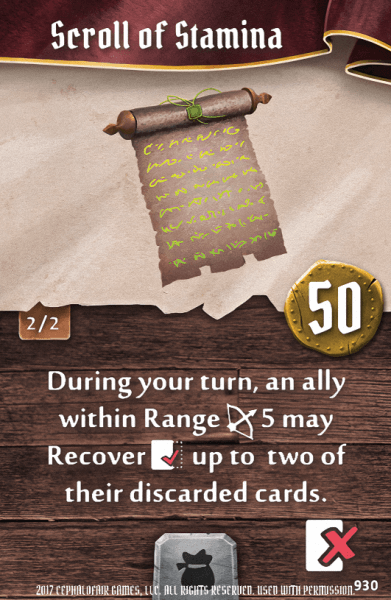 Scroll of Stamina
50
2/2
During your turn, an ally
within Range 5 may
Recover up to two of
their discarded cards.
2017 CEPHALOFAIR GAMES, LLC. ALL RIGHTS RESERVED. USED WITH PERMISSION. 930